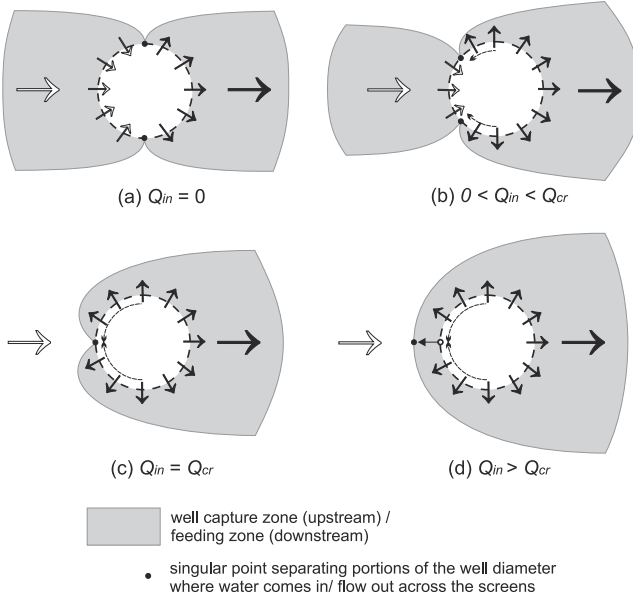 (a) Qin = 0
(b) 0 < Qin < Qcr
(c) Qin = Qcr
(d) Qin > Qcr
well capture zone (upstream) /
feeding zone (downstream)
singular point separating portions of the well diameter
where water comes in/ flow out across the screens